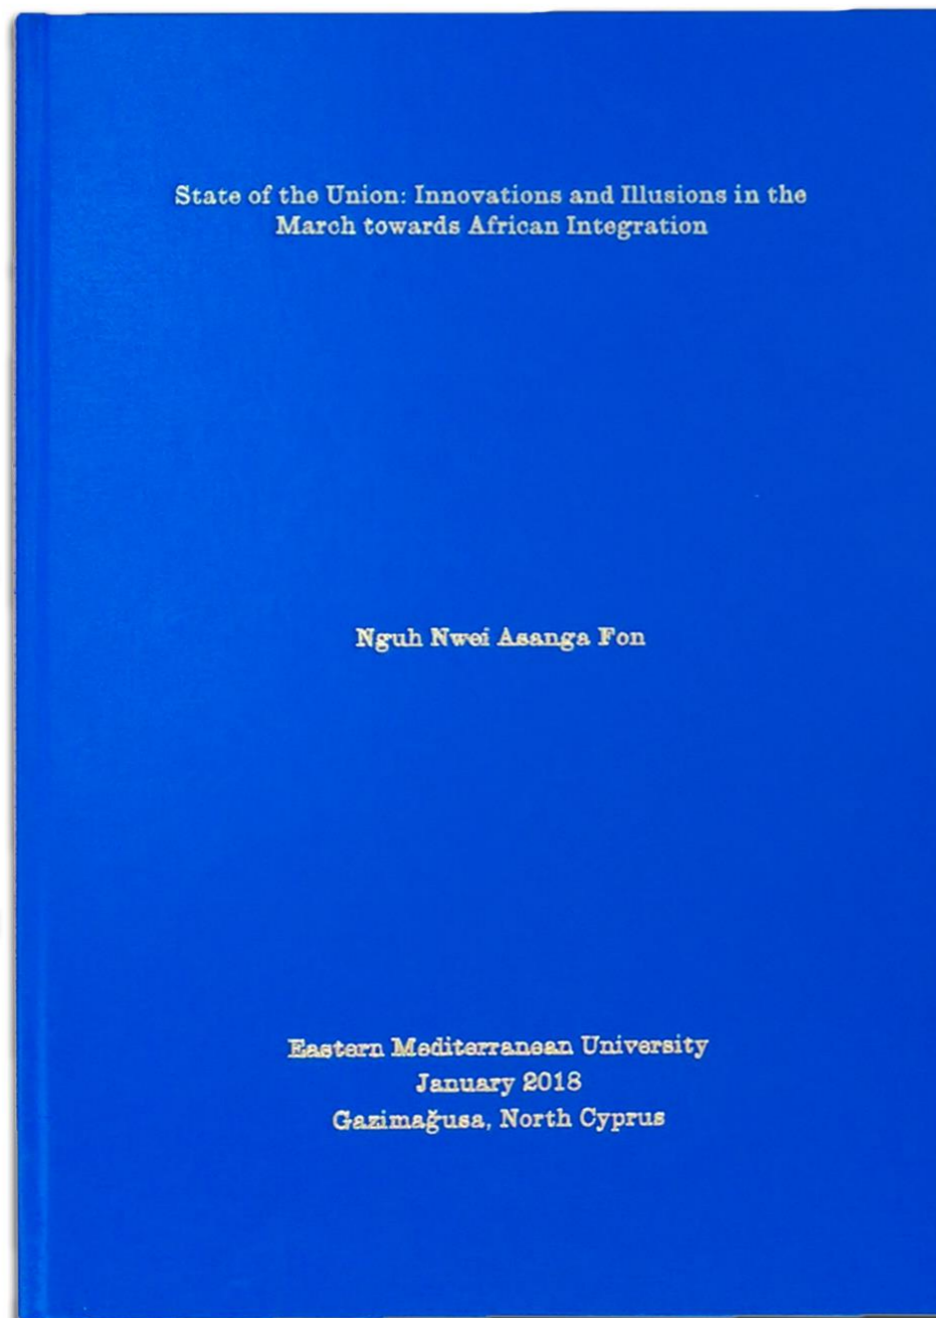 State of the Union: Innovations and Illusions in the
March towards African Integration
Nguh Nwei Asanga Fon
Eastern Mediterranean University
January 2018
Gazimağusa, North Cyprus